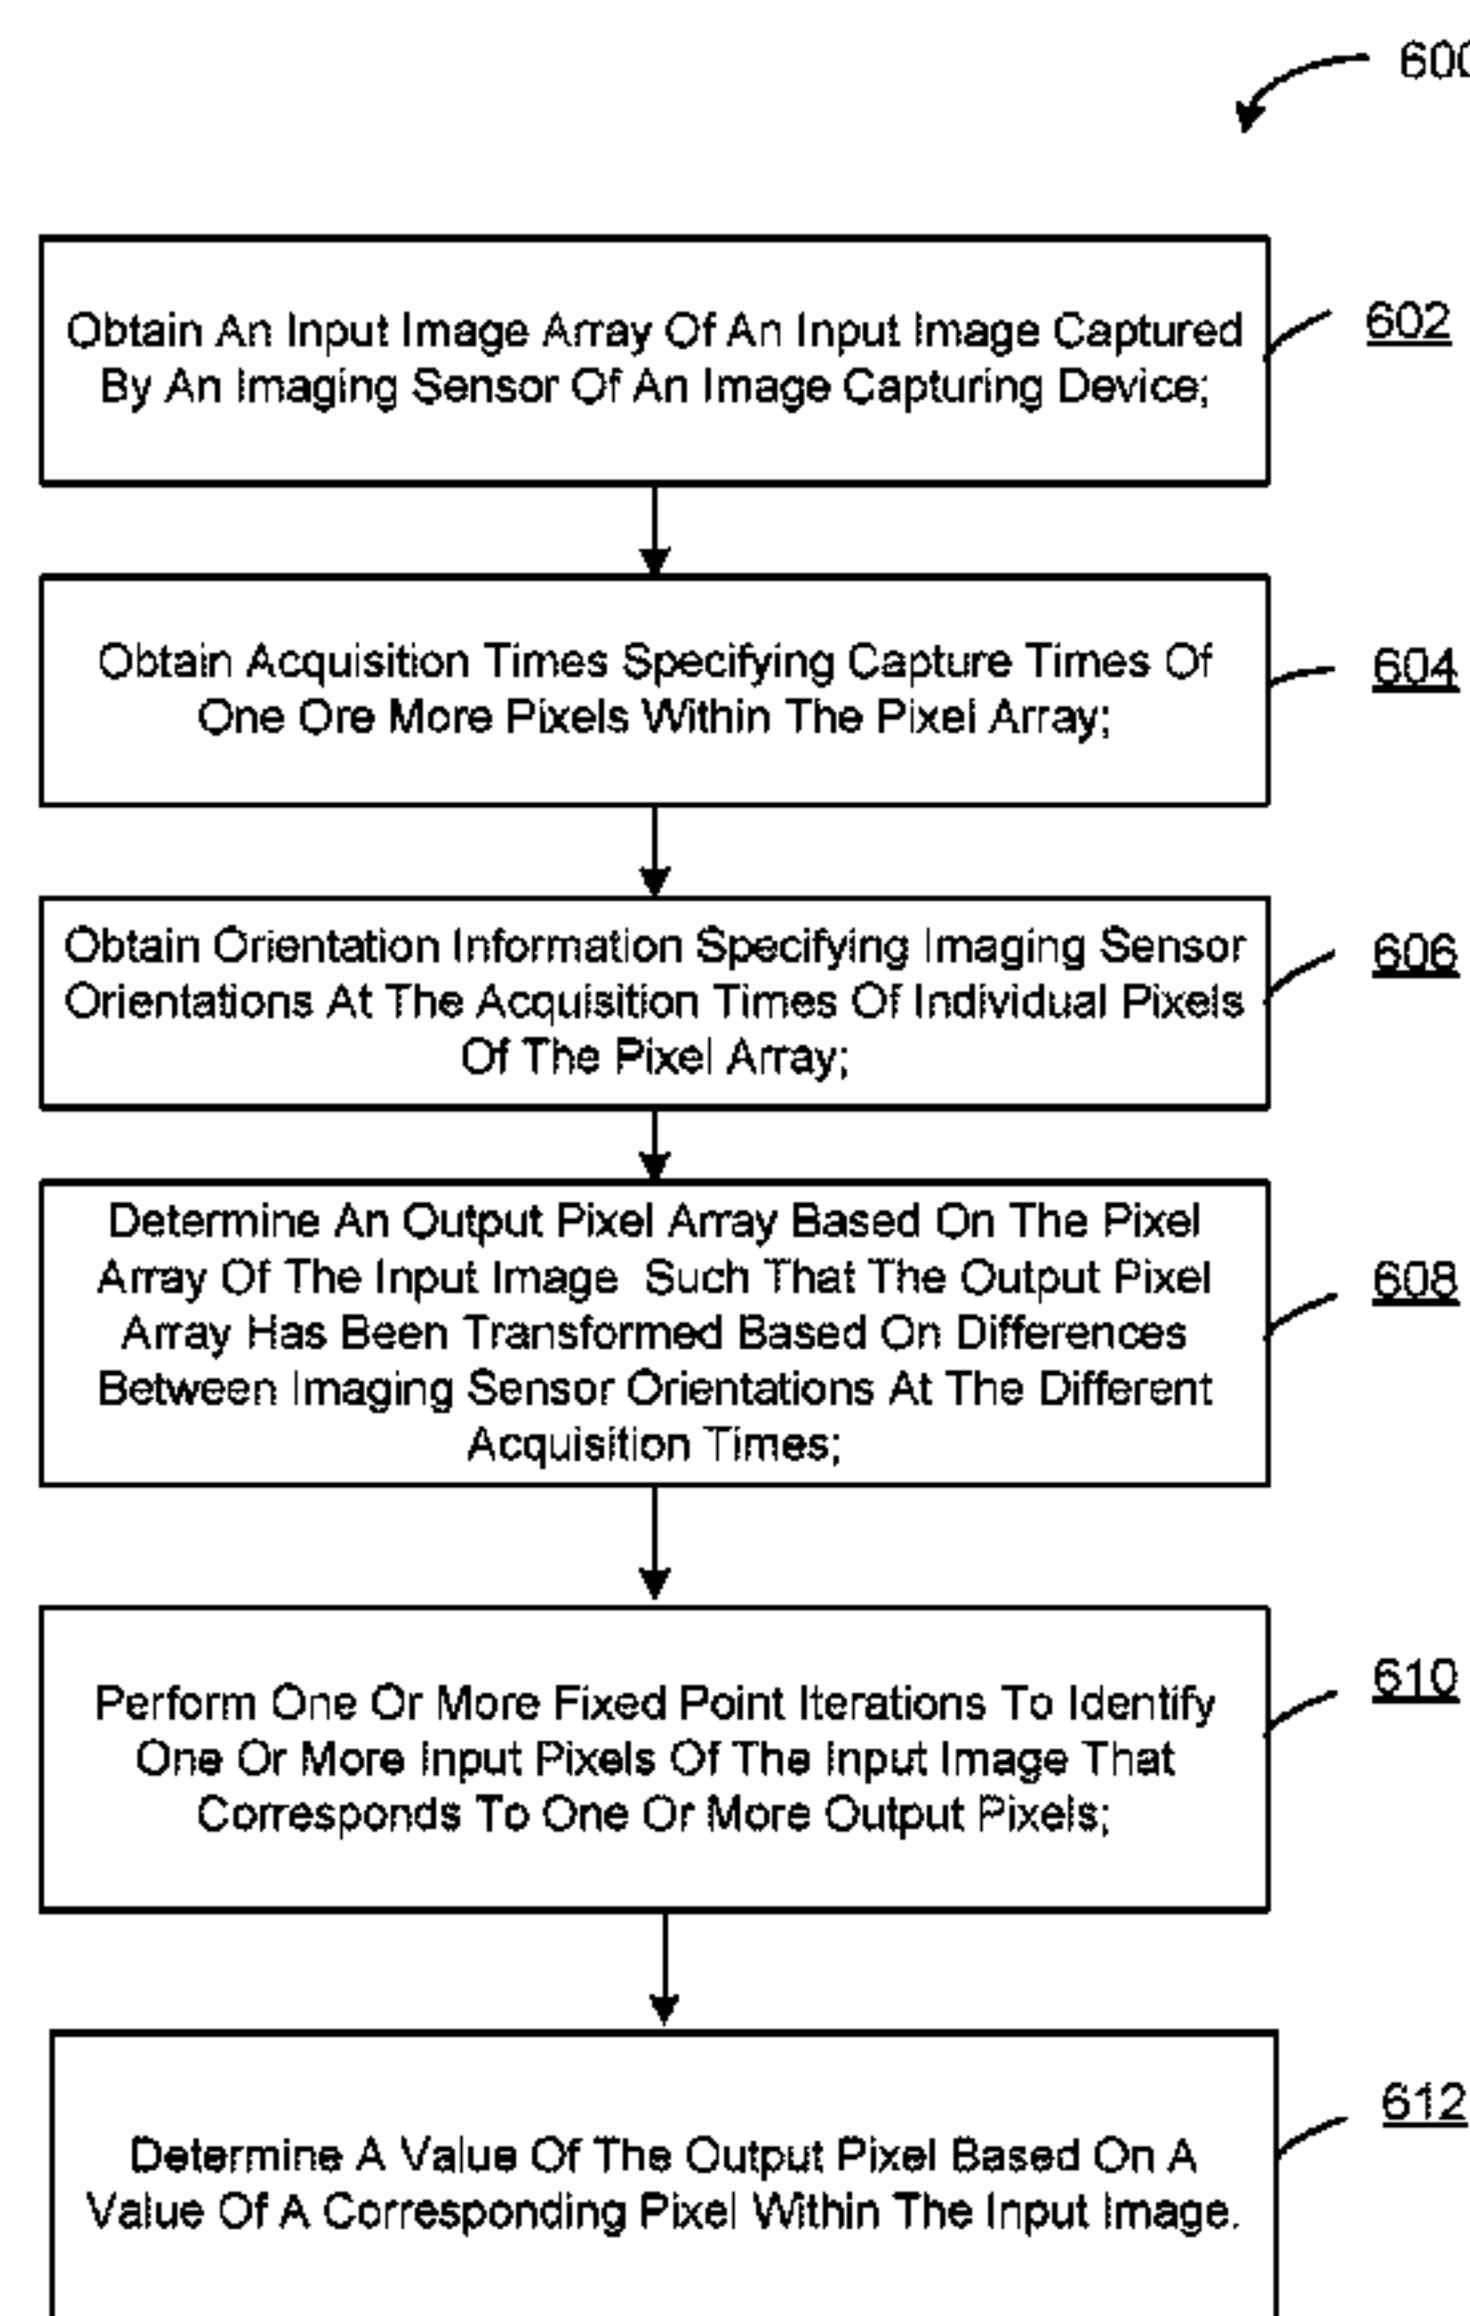 600
Obtain An Input Image Array Of An Input Image Captured
By An Imaging Sensor Of An Image Capturing Device;
602
Obtain Acquisition Times Specifying Capture Times Of
One Ore More Pixels Within The Pixel Array;
604
Obtain Orientation Information Specifying Imaging Sensor
Orientations At The Acquisition Times Of Individual Pixels
Of The Pixel Array;
606
Determine An Output Pixel Array Based On The Pixel
Array Of The Input Image Such That The Output Pixel
Array Has Been Transformed Based On Differences
Between Imaging Sensor Orientations At The Different
Acquisition Times;
608
Perform One Or More Fixed Point Iterations To Identify
One Or More Input Pixels Of The Input Image That
Corresponds To One Or More Output Pixels;
610
Determine A Value Of The Output Pixel Based On A
Value Of A Corresponding Pixel Within The Input Image.
612